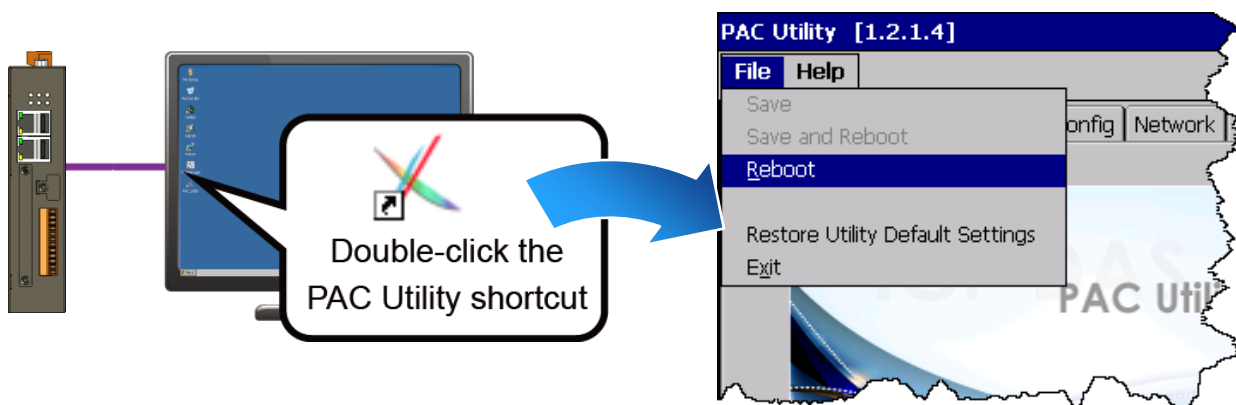 Double-click the
PAC Utility shortcut
PAC Utility [1.2.1.4]
File Help
Save
Save and Reboot
Reboot
Restore Utility Default Settings
Exit
onfig Network
PAC Util